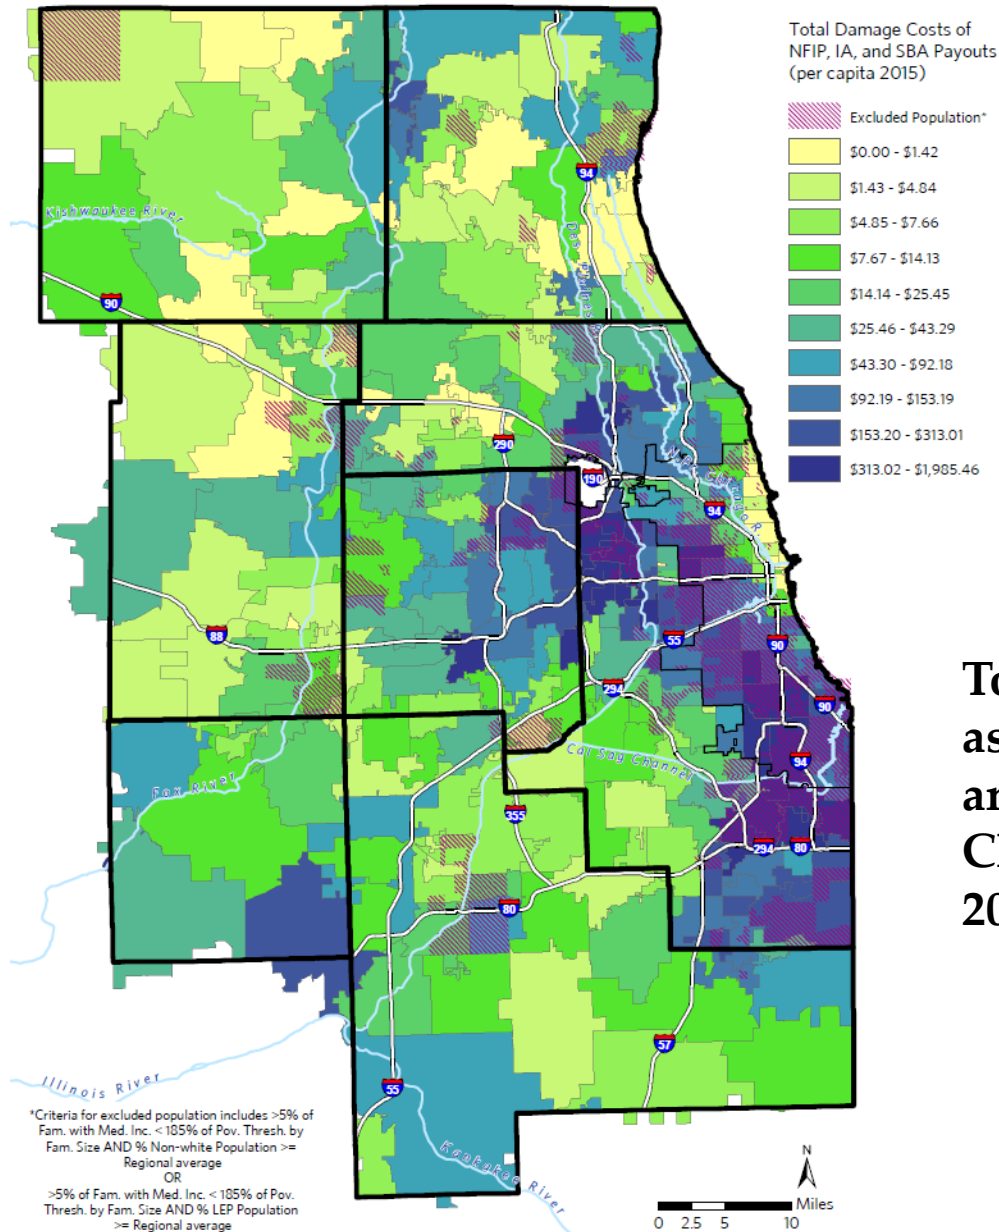 Total Damage Costs of
NFIP, IA, and SBA Payouts
(per capita 2015)
Excluded Population*
$0.00 - $1.42
$1.43 - $4.84
$4.85 - $7.66
$7.67 - $14.13
$14.14 - $25.45
$25.46 - $43.29
$43.30 - $92.18
$92.19 - $153.19
$153.20 - $313.01
$313.02 - $1,985.46
94
Kishwaukee River
Des Plaines R
90
290
190
94
88
55
90
294
90
94
Cal Sag Channel
Fox River
355
294
80
80
57
55
Illinois River
Kankakee River
To
as
ar
20
*Criteria for excluded population includes >5% of
Fam. with Med. Inc. < 185% of Pov. Thresh. by
Fam. Size AND % Non-white Population >=
Regional average
OR
>5% of Fam. with Med. Inc. < 185% of Pov.
Thresh. by Fam. Size AND % LEP Population
>= Regional average
N
Miles
0 2.5 5 10